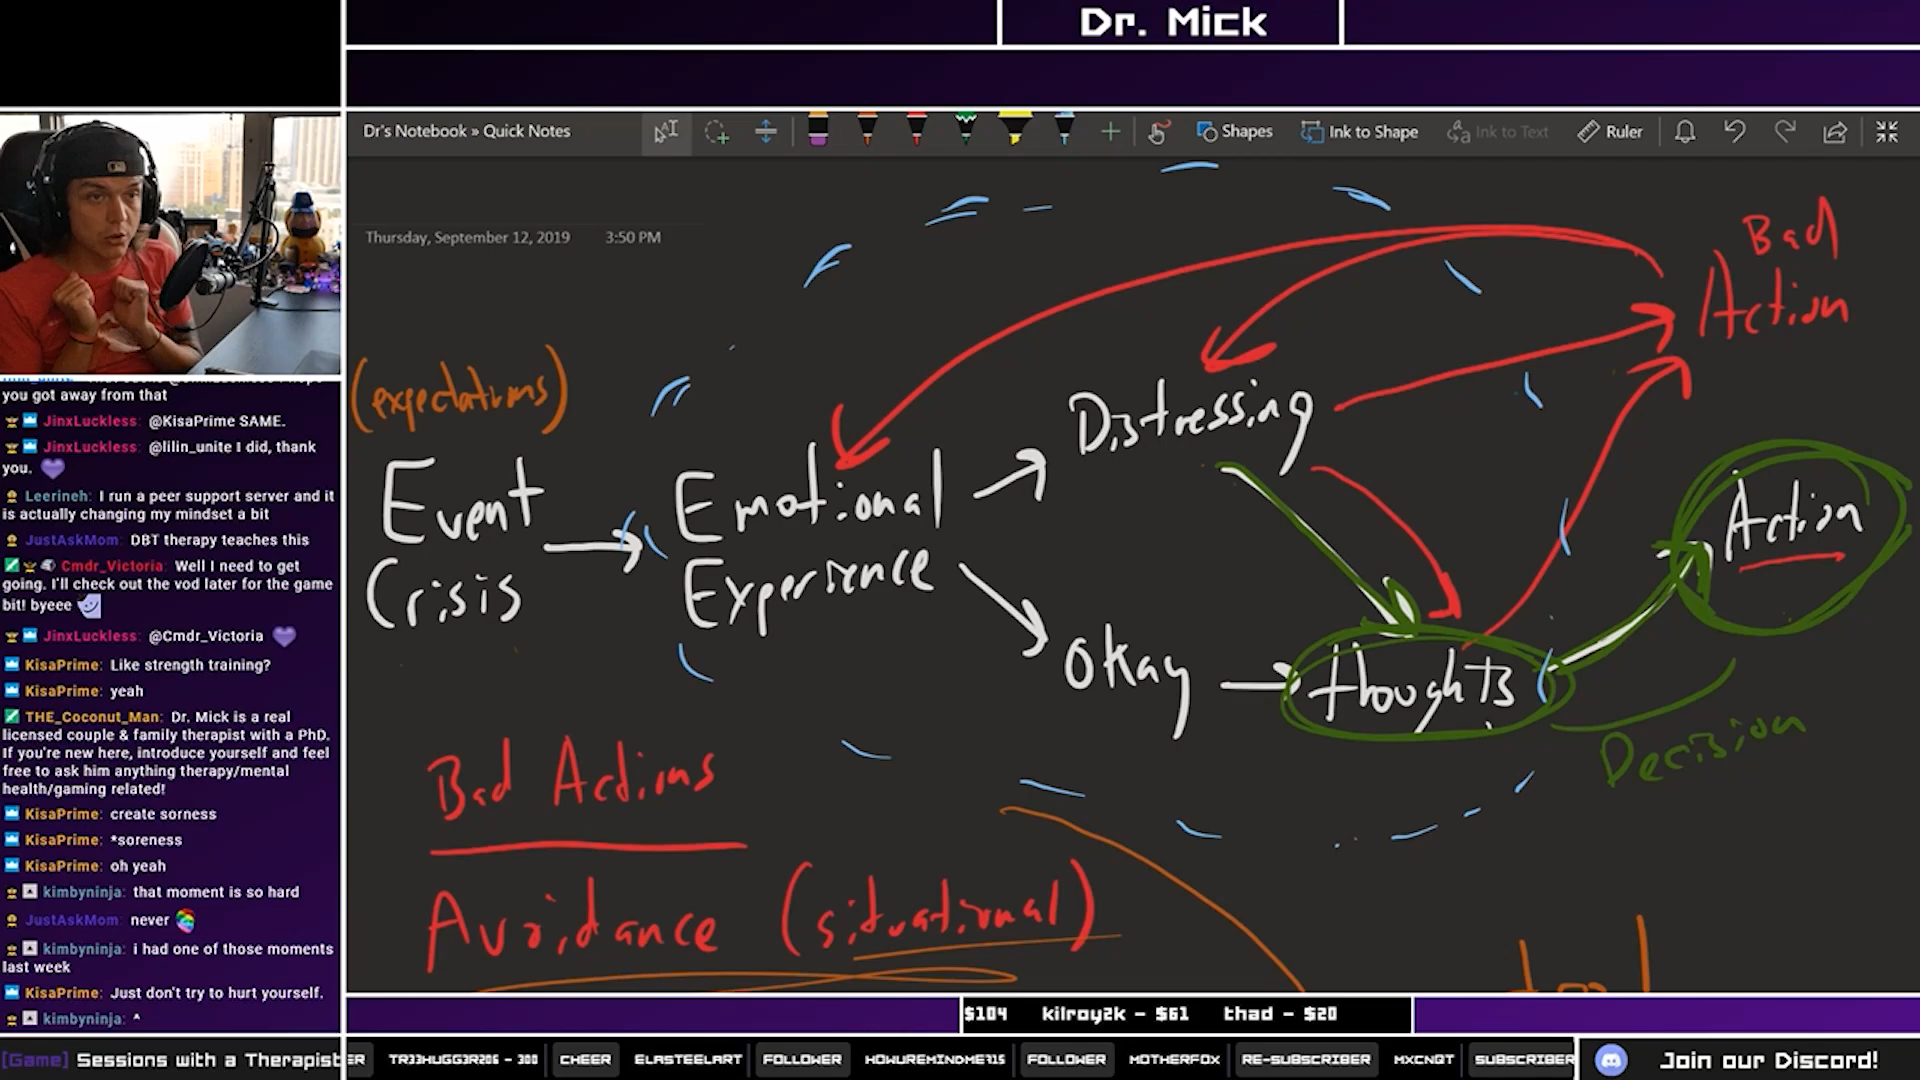 Dr. Mick
Dr's Notebook » Quick Notes
Shapes
Ink to Shape
Ink to Text
Ruler
Thursday, September 12, 2019
3:50 PM
Bad
Action
(expectations)
Distressing
Event
Crisis
Emotional
Experience
Action
Okay
thoughts
Decision
Bad Actions
Avoidance (situational)
you got away from that
JinxLuckless: @KisaPrime SAME.
JinxLuckless: @lilin_unite I did, thank
you.
Leerineh: I run a peer support server and it
is actually changing my mindset a bit
JustAskMom: DBT therapy teaches this
Cmdr_Victoria: Well I need to get
going. I'll check out the vod later for the game
bit! byeee
JinxLuckless: @Cmdr_Victoria
KisaPrime: Like strength training?
KisaPrime: yeah
THE_Coconut_Man: Dr. Mick is a real
licensed couple & family therapist with a PhD.
If you're new here, introduce yourself and feel
free to ask him anything therapy/mental
health/gaming related!
KisaPrime: create sorness
KisaPrime: *soreness
KisaPrime: oh yeah
kimbyninja: that moment is so hard
JustAskMom: never
kimbyninja: i had one of those moments
last week
KisaPrime: Just don't try to hurt yourself.
kimbyninja: ^
$104 kilroy2k - $61 thad - $20
[Game] Sessions with a Therapist
ER TR33HUGG3R206 - 300 CHEER ELASTEELART FOLLOWER HOWUREMINDME715 FOLLOWER MOTHERFOX RE-SUBSCRIBER MXCNQT SUBSCRIBER
Join our Discord!